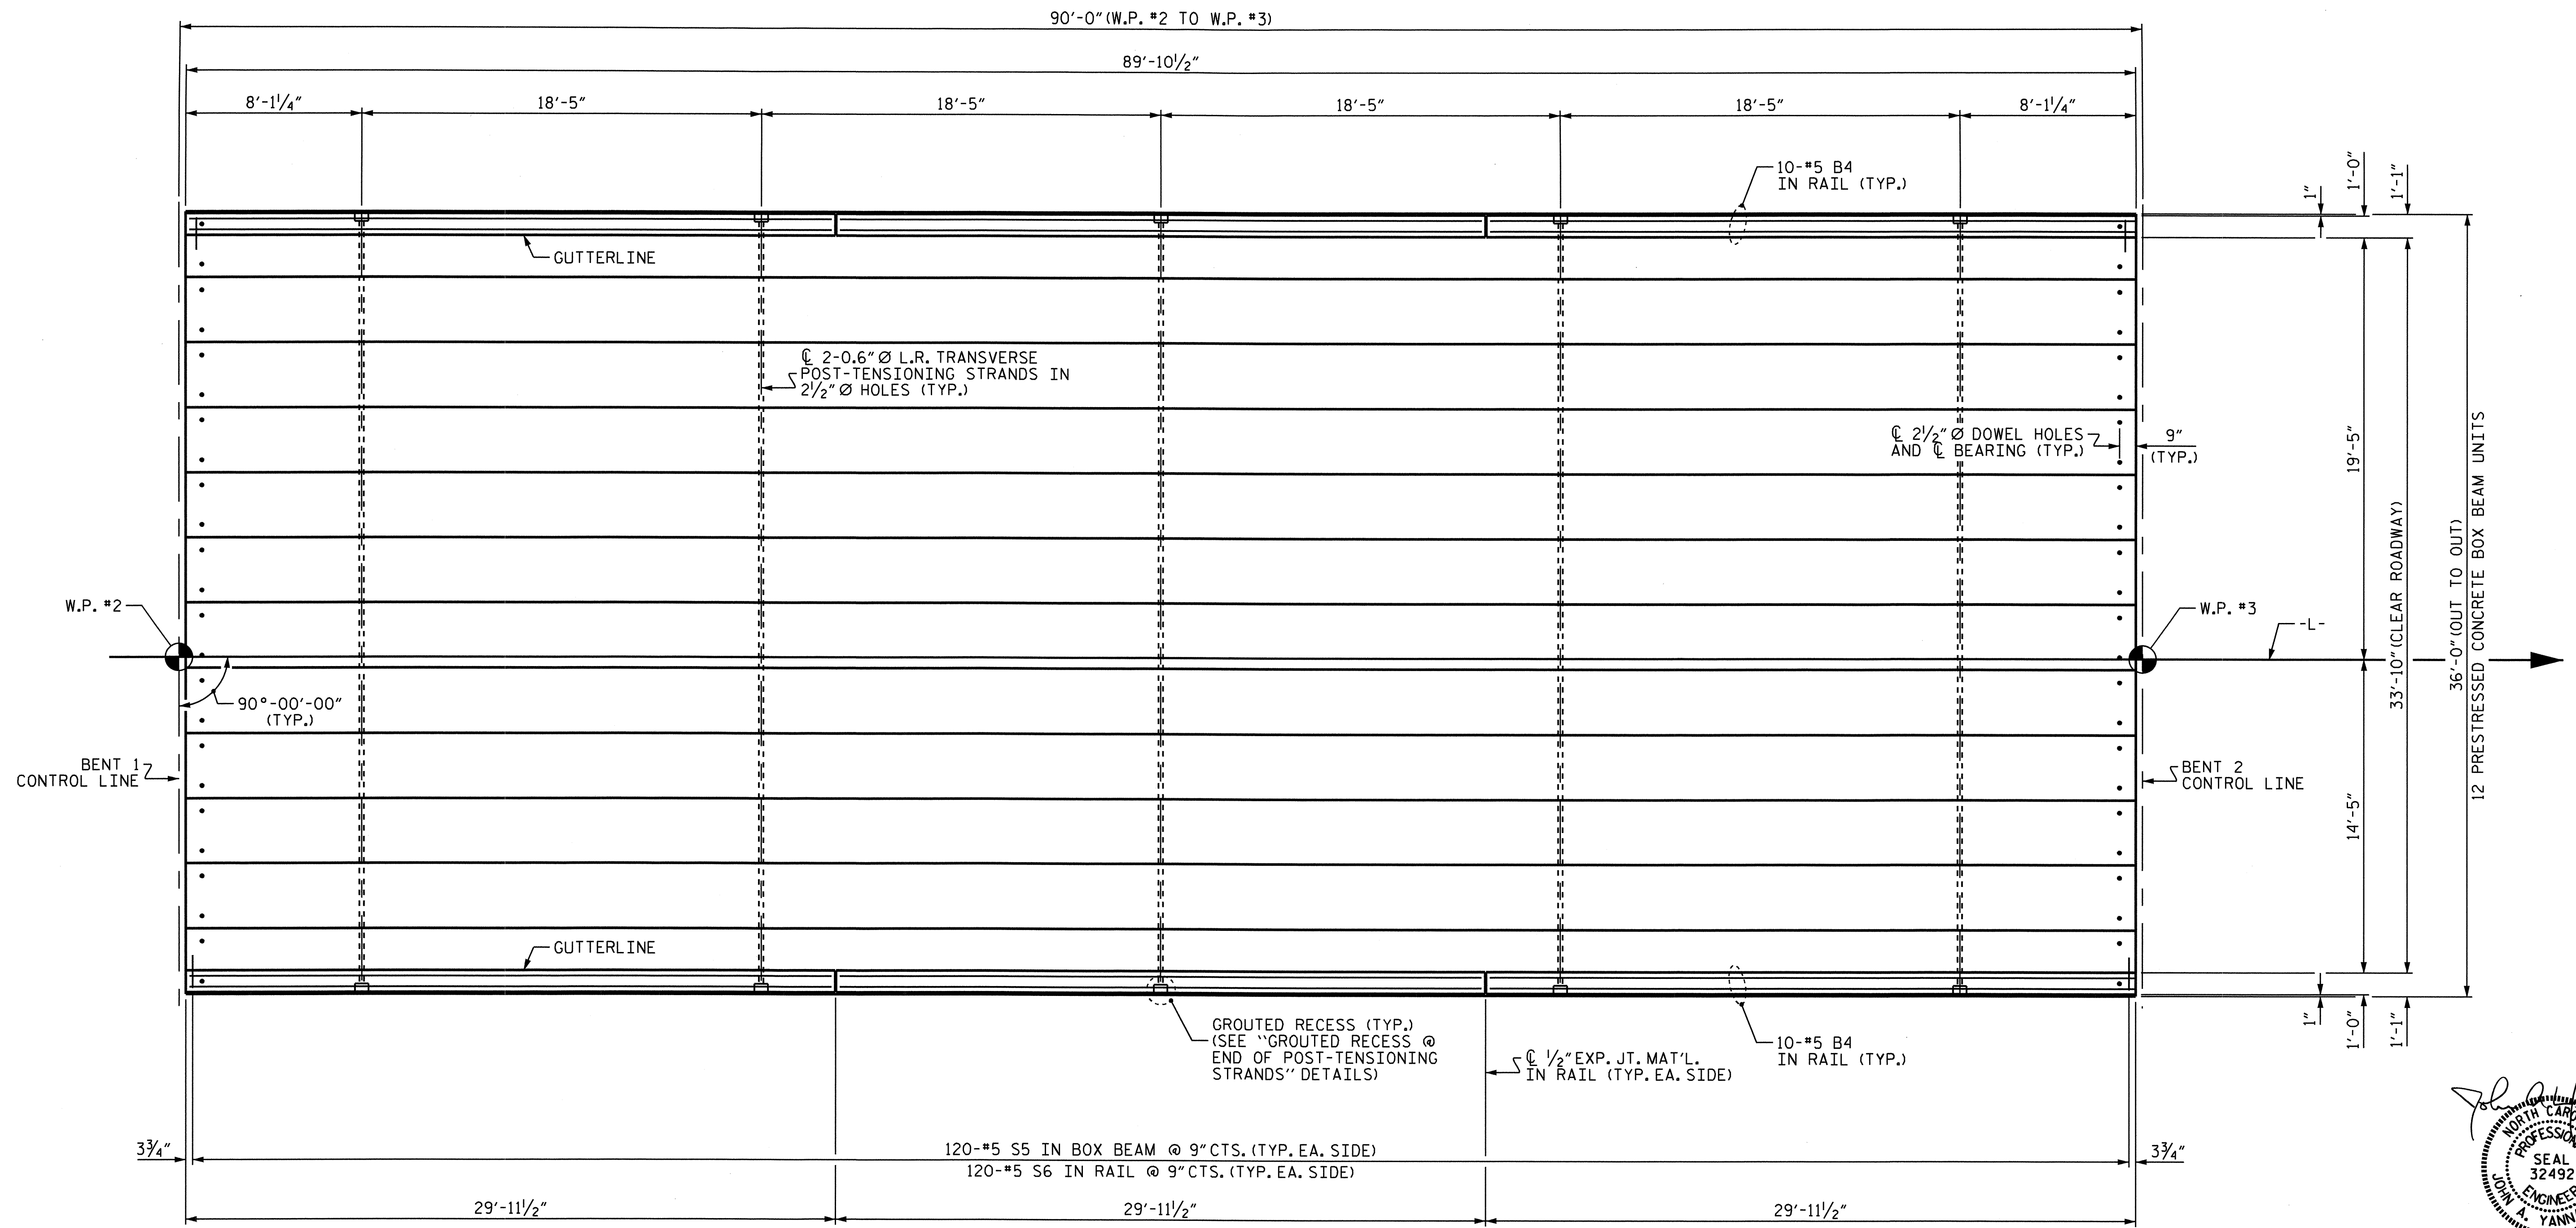 90'-0" (W.P. #2 TO W.P. #3)
89'-10½"
8'-1¼"
18'-5"
18'-5"
18'-5"
18'-5"
8'-1¼"
10-#5 B4
IN RAIL (TYP.)
1"
1'-0"
1'-1"
GUTTERLINE
℄ 2-0.6" Ø L.R. TRANSVERSE
POST-TENSIONING STRANDS IN
2½" Ø HOLES (TYP.)
℄ 2½" Ø DOWEL HOLES
AND ℄ BEARING (TYP.)
9"
(TYP.)
19'-5"
33'-10" (CLEAR ROADWAY)
36'-0" (OUT TO OUT)
12 PRESTRESSED CONCRETE BOX BEAM UNITS
W.P. #2
W.P. #3
-L-
90°-00'-00"
(TYP.)
BENT 1
CONTROL LINE
BENT 2
CONTROL LINE
14'-5"
GUTTERLINE
GROUTED RECESS (TYP.)
(SEE ``GROUTED RECESS @
END OF POST-TENSIONING
STRANDS'' DETAILS)
℄ ½" EXP. JT. MAT'L.
IN RAIL (TYP. EA. SIDE)
10-#5 B4
IN RAIL (TYP.)
1"
1'-0"
1'-1"
3¾"
120-#5 S5 IN BOX BEAM @ 9" CTS. (TYP. EA. SIDE)
120-#5 S6 IN RAIL @ 9" CTS. (TYP. EA. SIDE)
3¾"
29'-11½"
29'-11½"
29'-11½"
NORTH CARO
PROFESSIO
SEAL
32492
ENGINEER
JOHN A. YANN